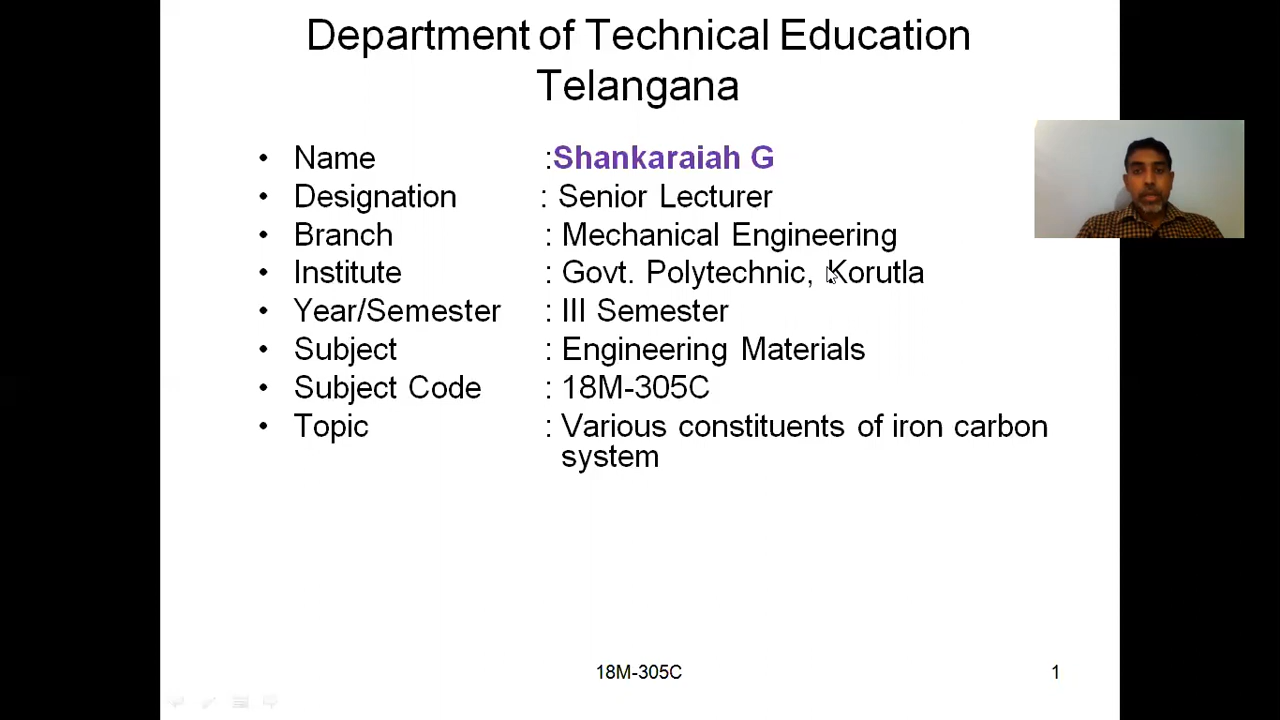 Department of Technical Education
Telangana
• Name :Shankaraiah G
• Designation : Senior Lecturer
• Branch : Mechanical Engineering
• Institute : Govt. Polytechnic, Korutla
• Year/Semester : III Semester
• Subject : Engineering Materials
• Subject Code : 18M-305C
• Topic : Various constituents of iron carbon
system
18M-305C 1